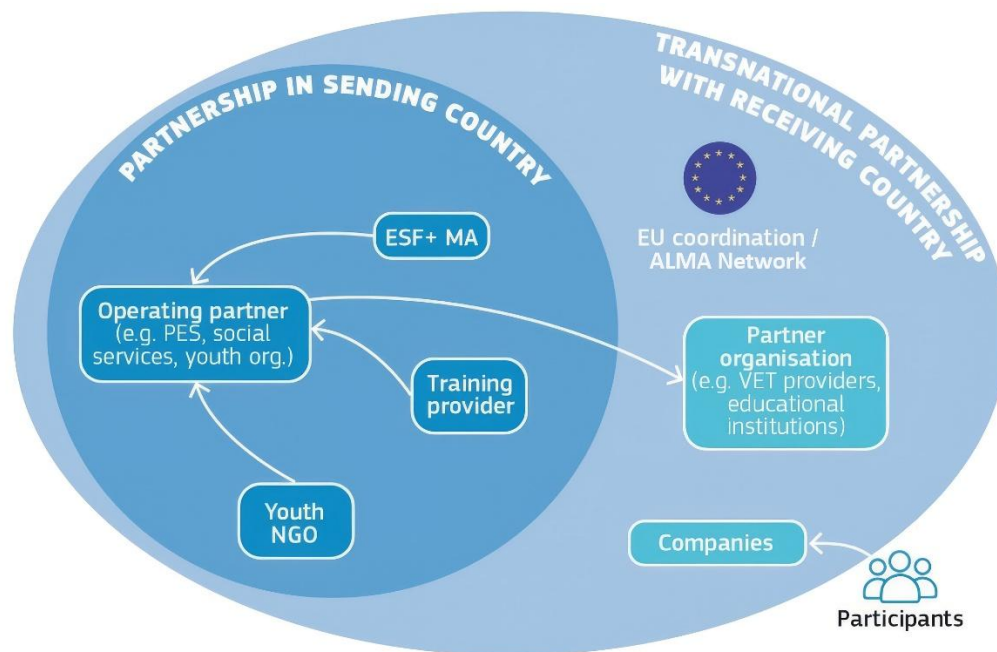 PARTNERSHIP IN SENDING COUNTRY
TRANSNATIONAL PARTNERSHIP
WITH RECEIVING COUNTRY
ESF+ MA
EU coordination /
ALMA Network
Operating partner
(e.g. PES, social
services, youth org.)
Partner
organisation
(e.g. VET providers,
educational
institutions)
Training
provider
Youth
NGO
Companies
Participants